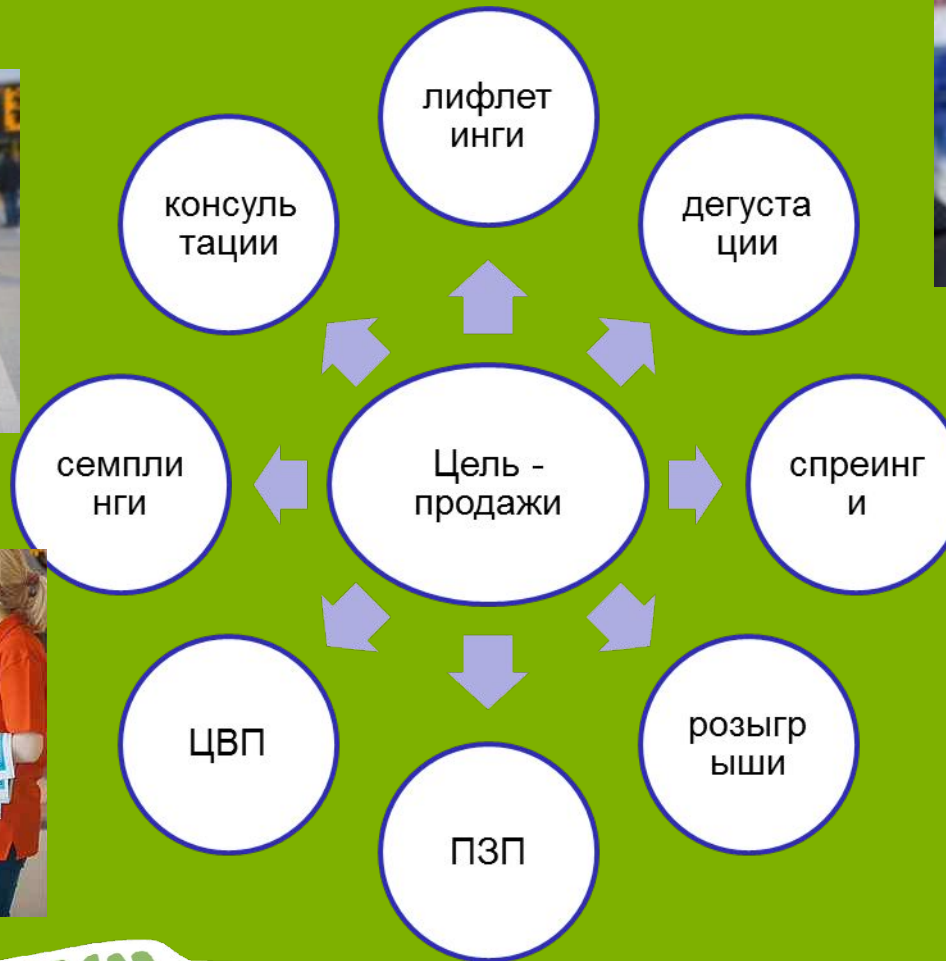 лифлет
инги
консуль
тации
дегуста
ции
семпли
нги
Цель -
продажи
спреинг
и
ЦВП
розыгр
ыши
ПЗП